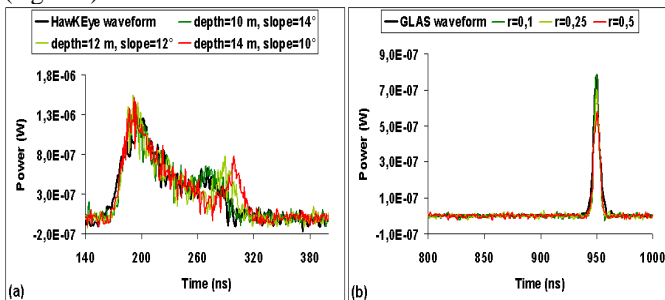 HawKEye waveform depth=10 m, slope=14°
depth=12 m, slope=12° depth=14 m, slope=10°
1,8E-06
1,3E-06
8,0E-07
3,0E-07
-2,0E-07
Power (W)
140 200 260 320 380
Time (ns)
(a)
GLAS waveform r=0,1 r=0,25 r=0,5
9,0E-07
7,0E-07
5,0E-07
3,0E-07
1,0E-07
-1,0E-07
Power (W)
800 850 900 950 1000
Time (ns)
(b)